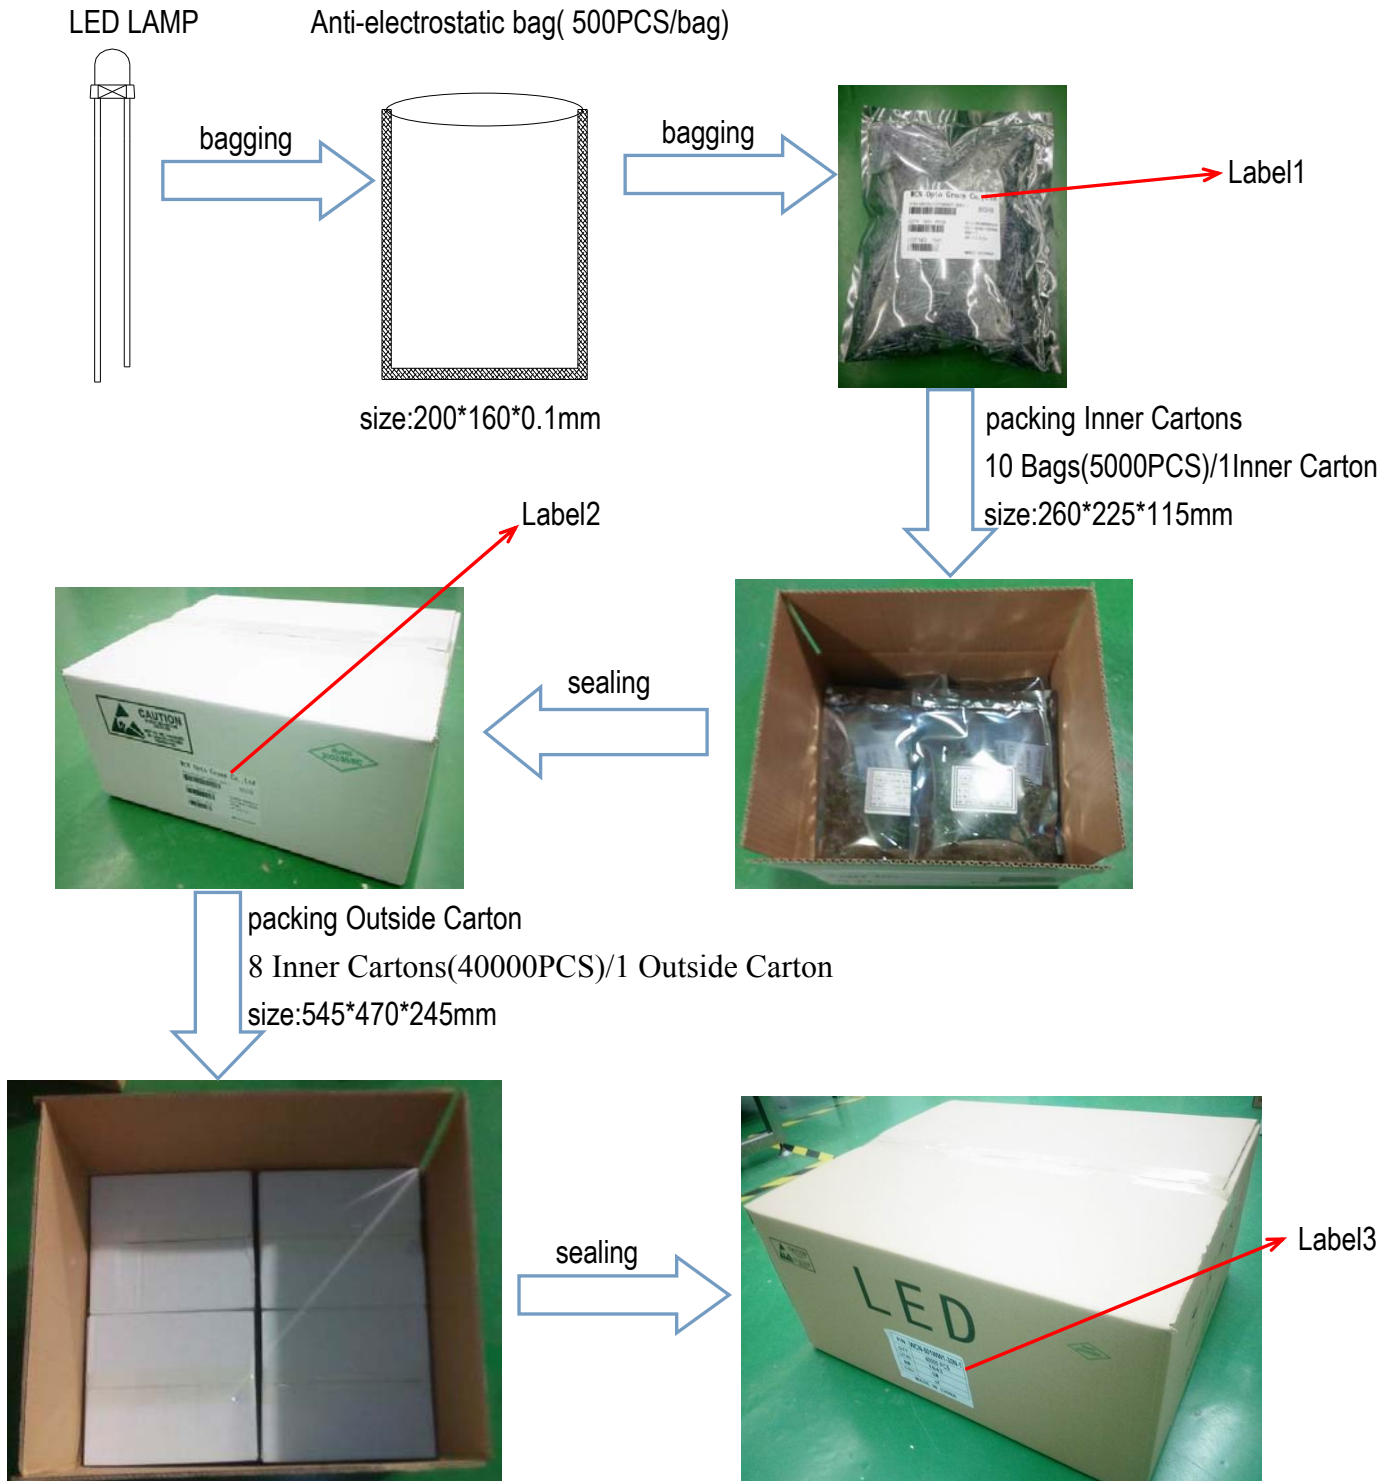 LED LAMP
Anti-electrostatic bag( 500PCS/bag)
bagging
bagging
Label1
size:200*160*0.1mm
packing Inner Cartons
10 Bags(5000PCS)/1Inner Carton
size:260*225*115mm
Label2
sealing
CAUTION
packing Outside Carton
8 Inner Cartons(40000PCS)/1 Outside Carton
size:545*470*245mm
sealing
Label3
LED